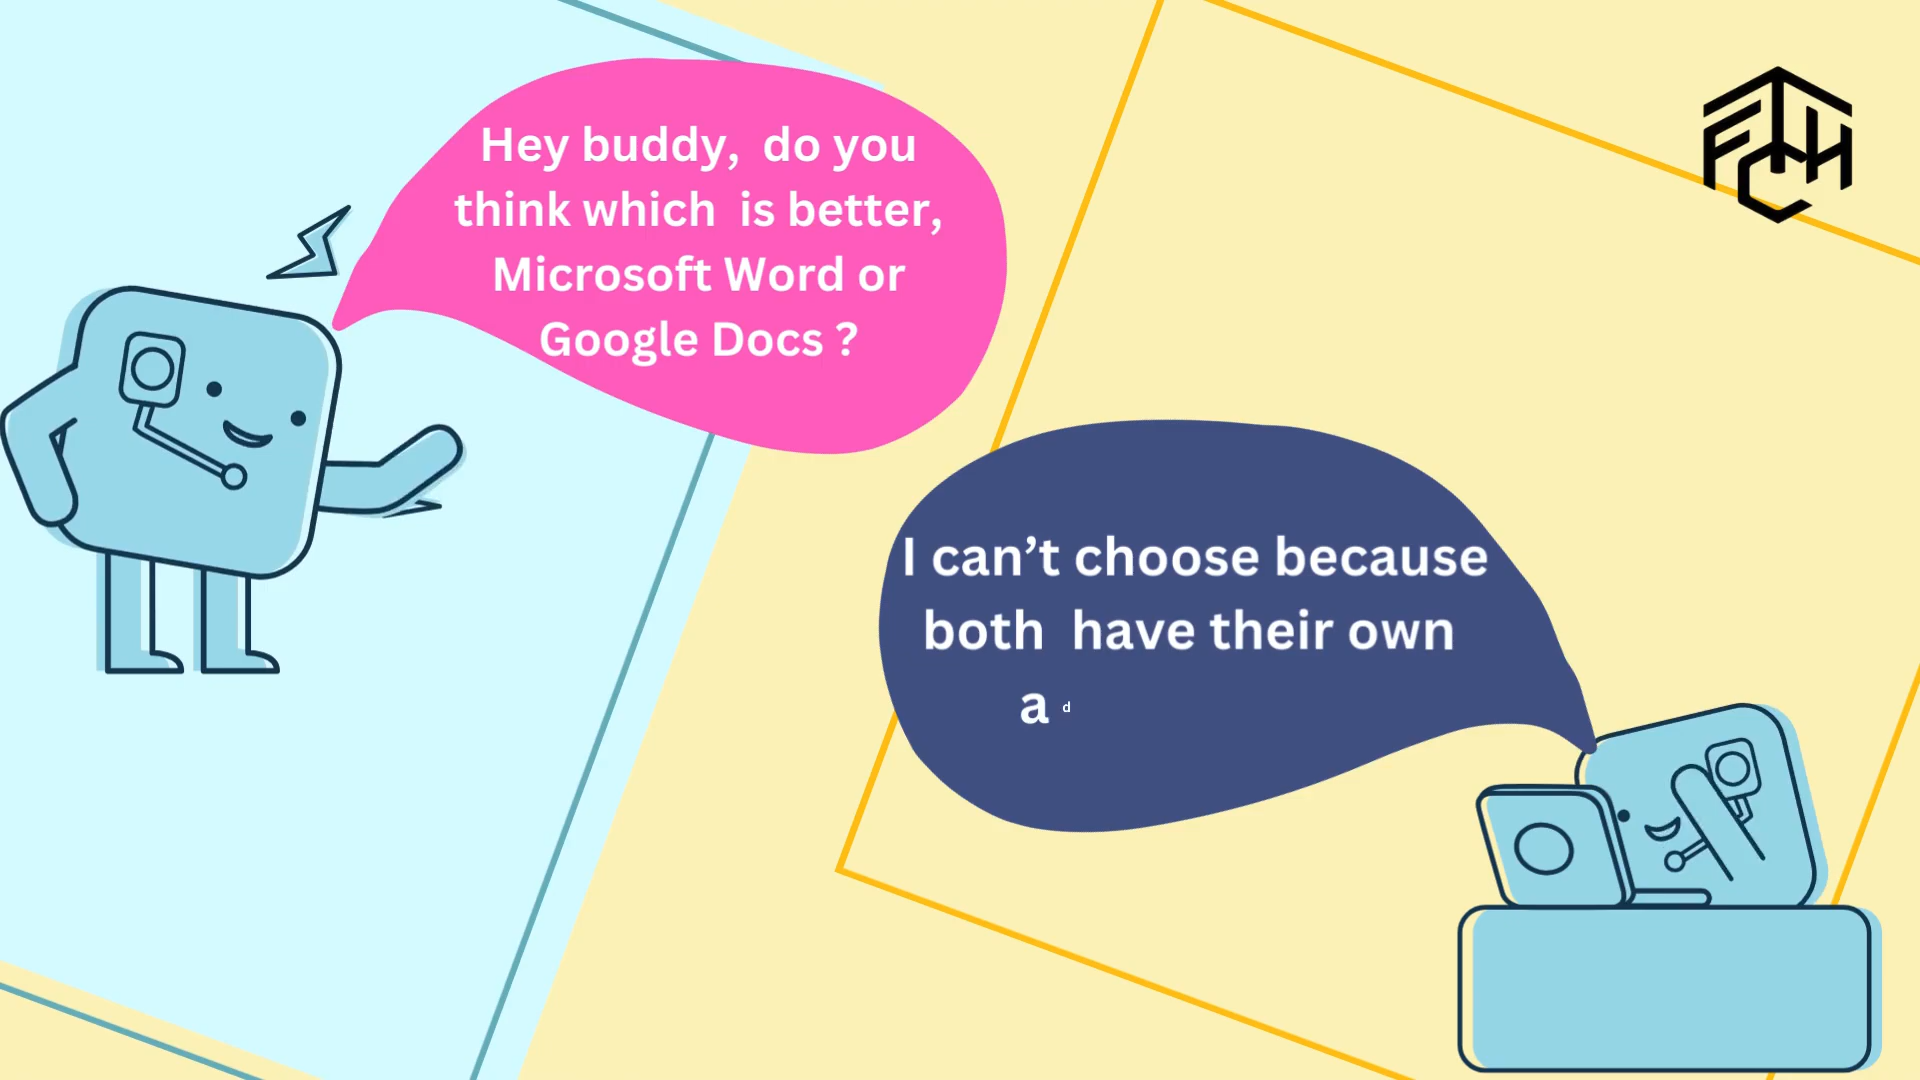 Hey buddy,  do you
think which  is better,
Microsoft Word or
Google Docs ?
I can’t choose because
both  have their own
a d
FTHC